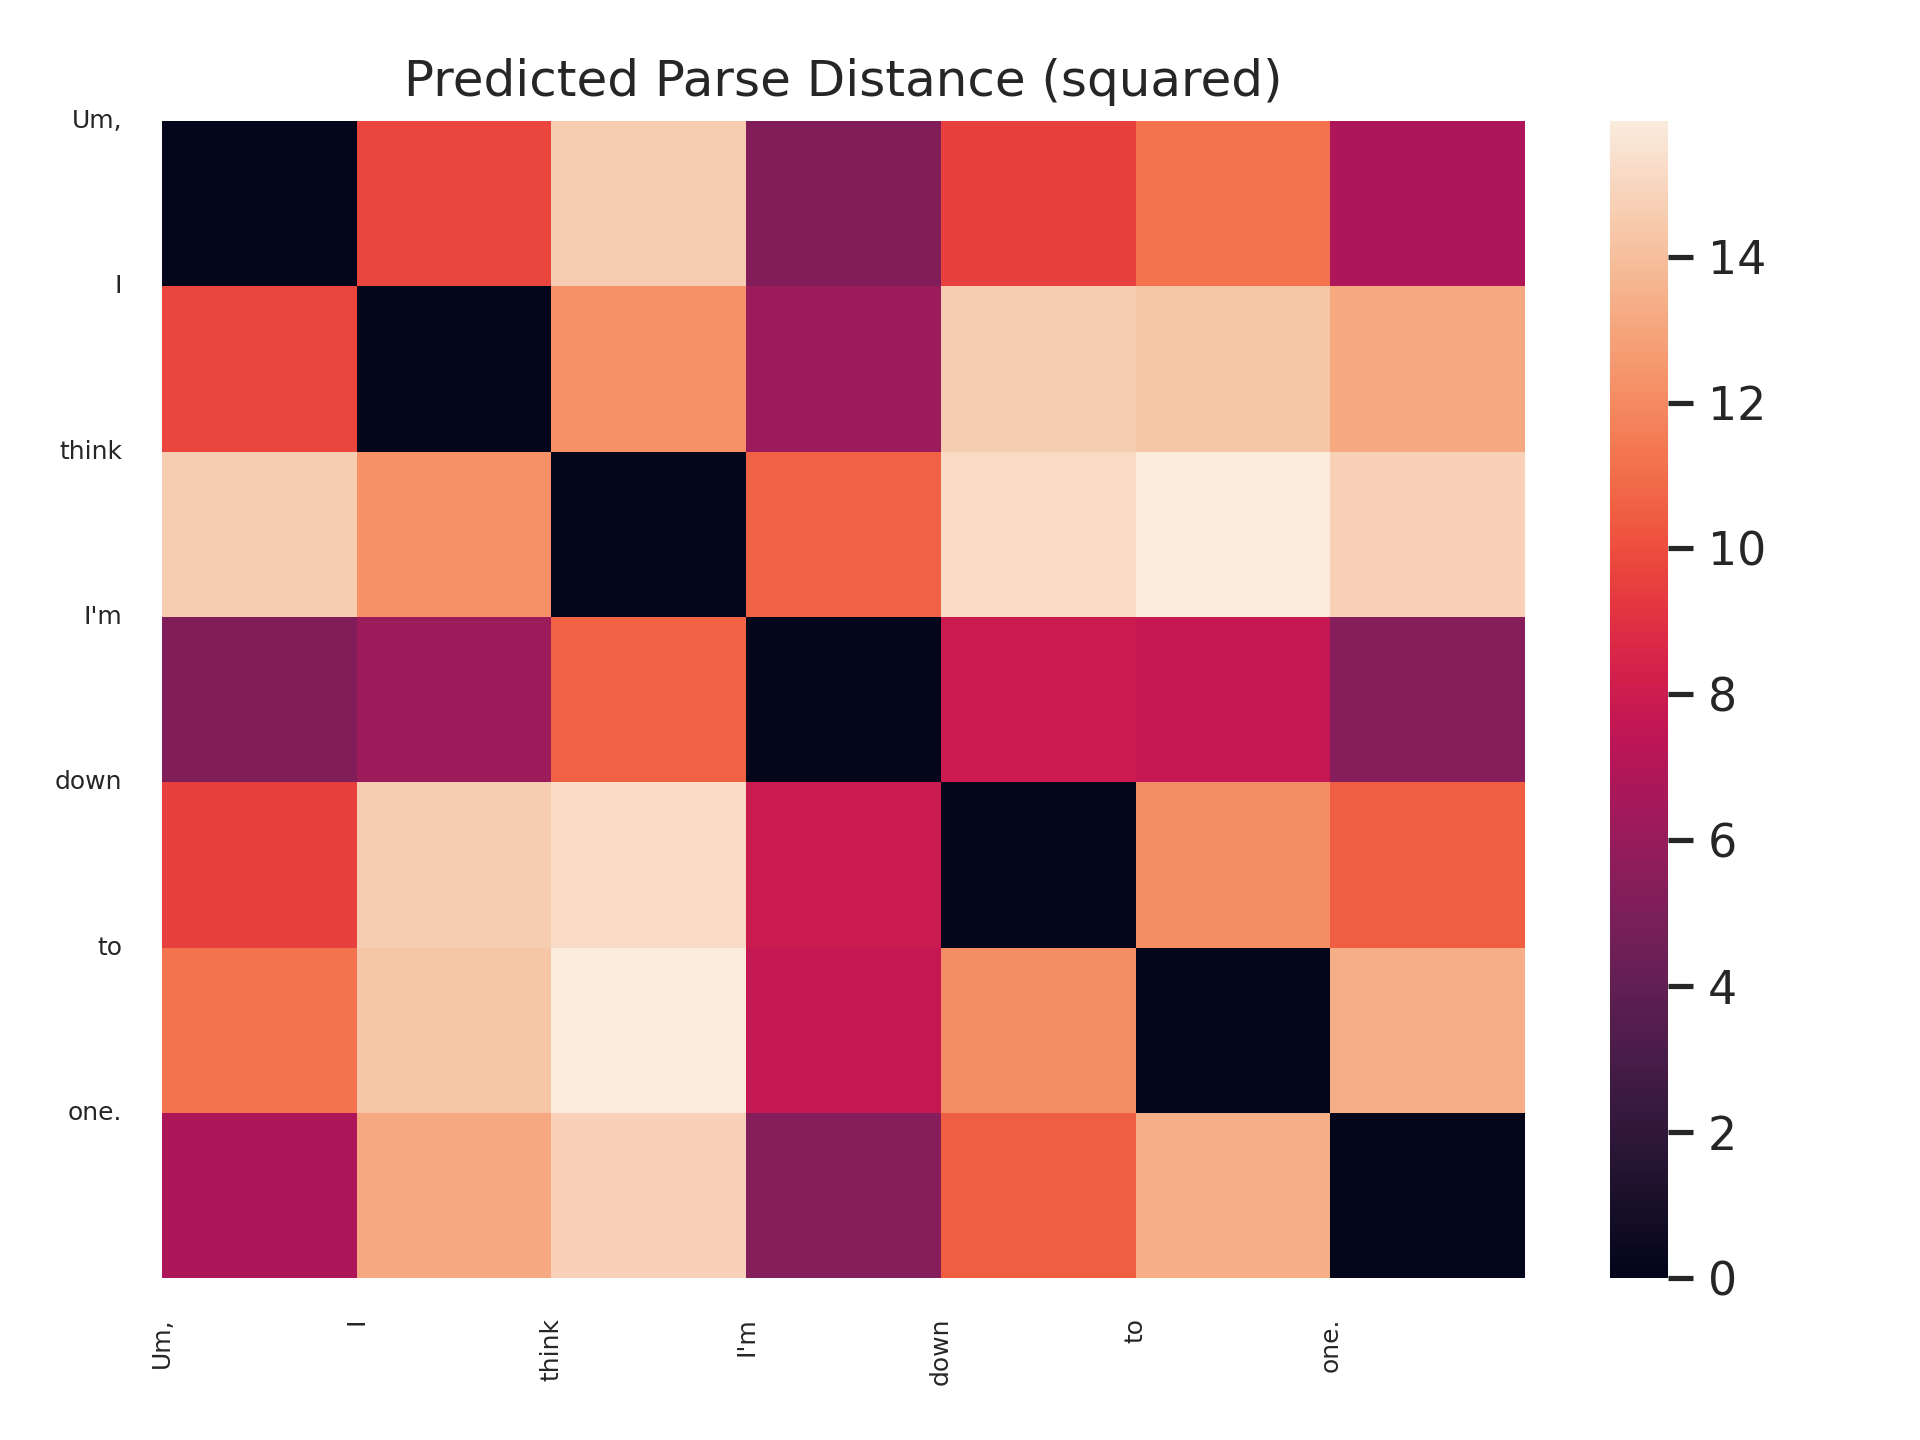 Predicted Parse Distance (squared)
Um,
I
think
I'm
down
to
one.
Um,
I
think
I'm
down
to
one.
14
12
10
8
6
4
2
0